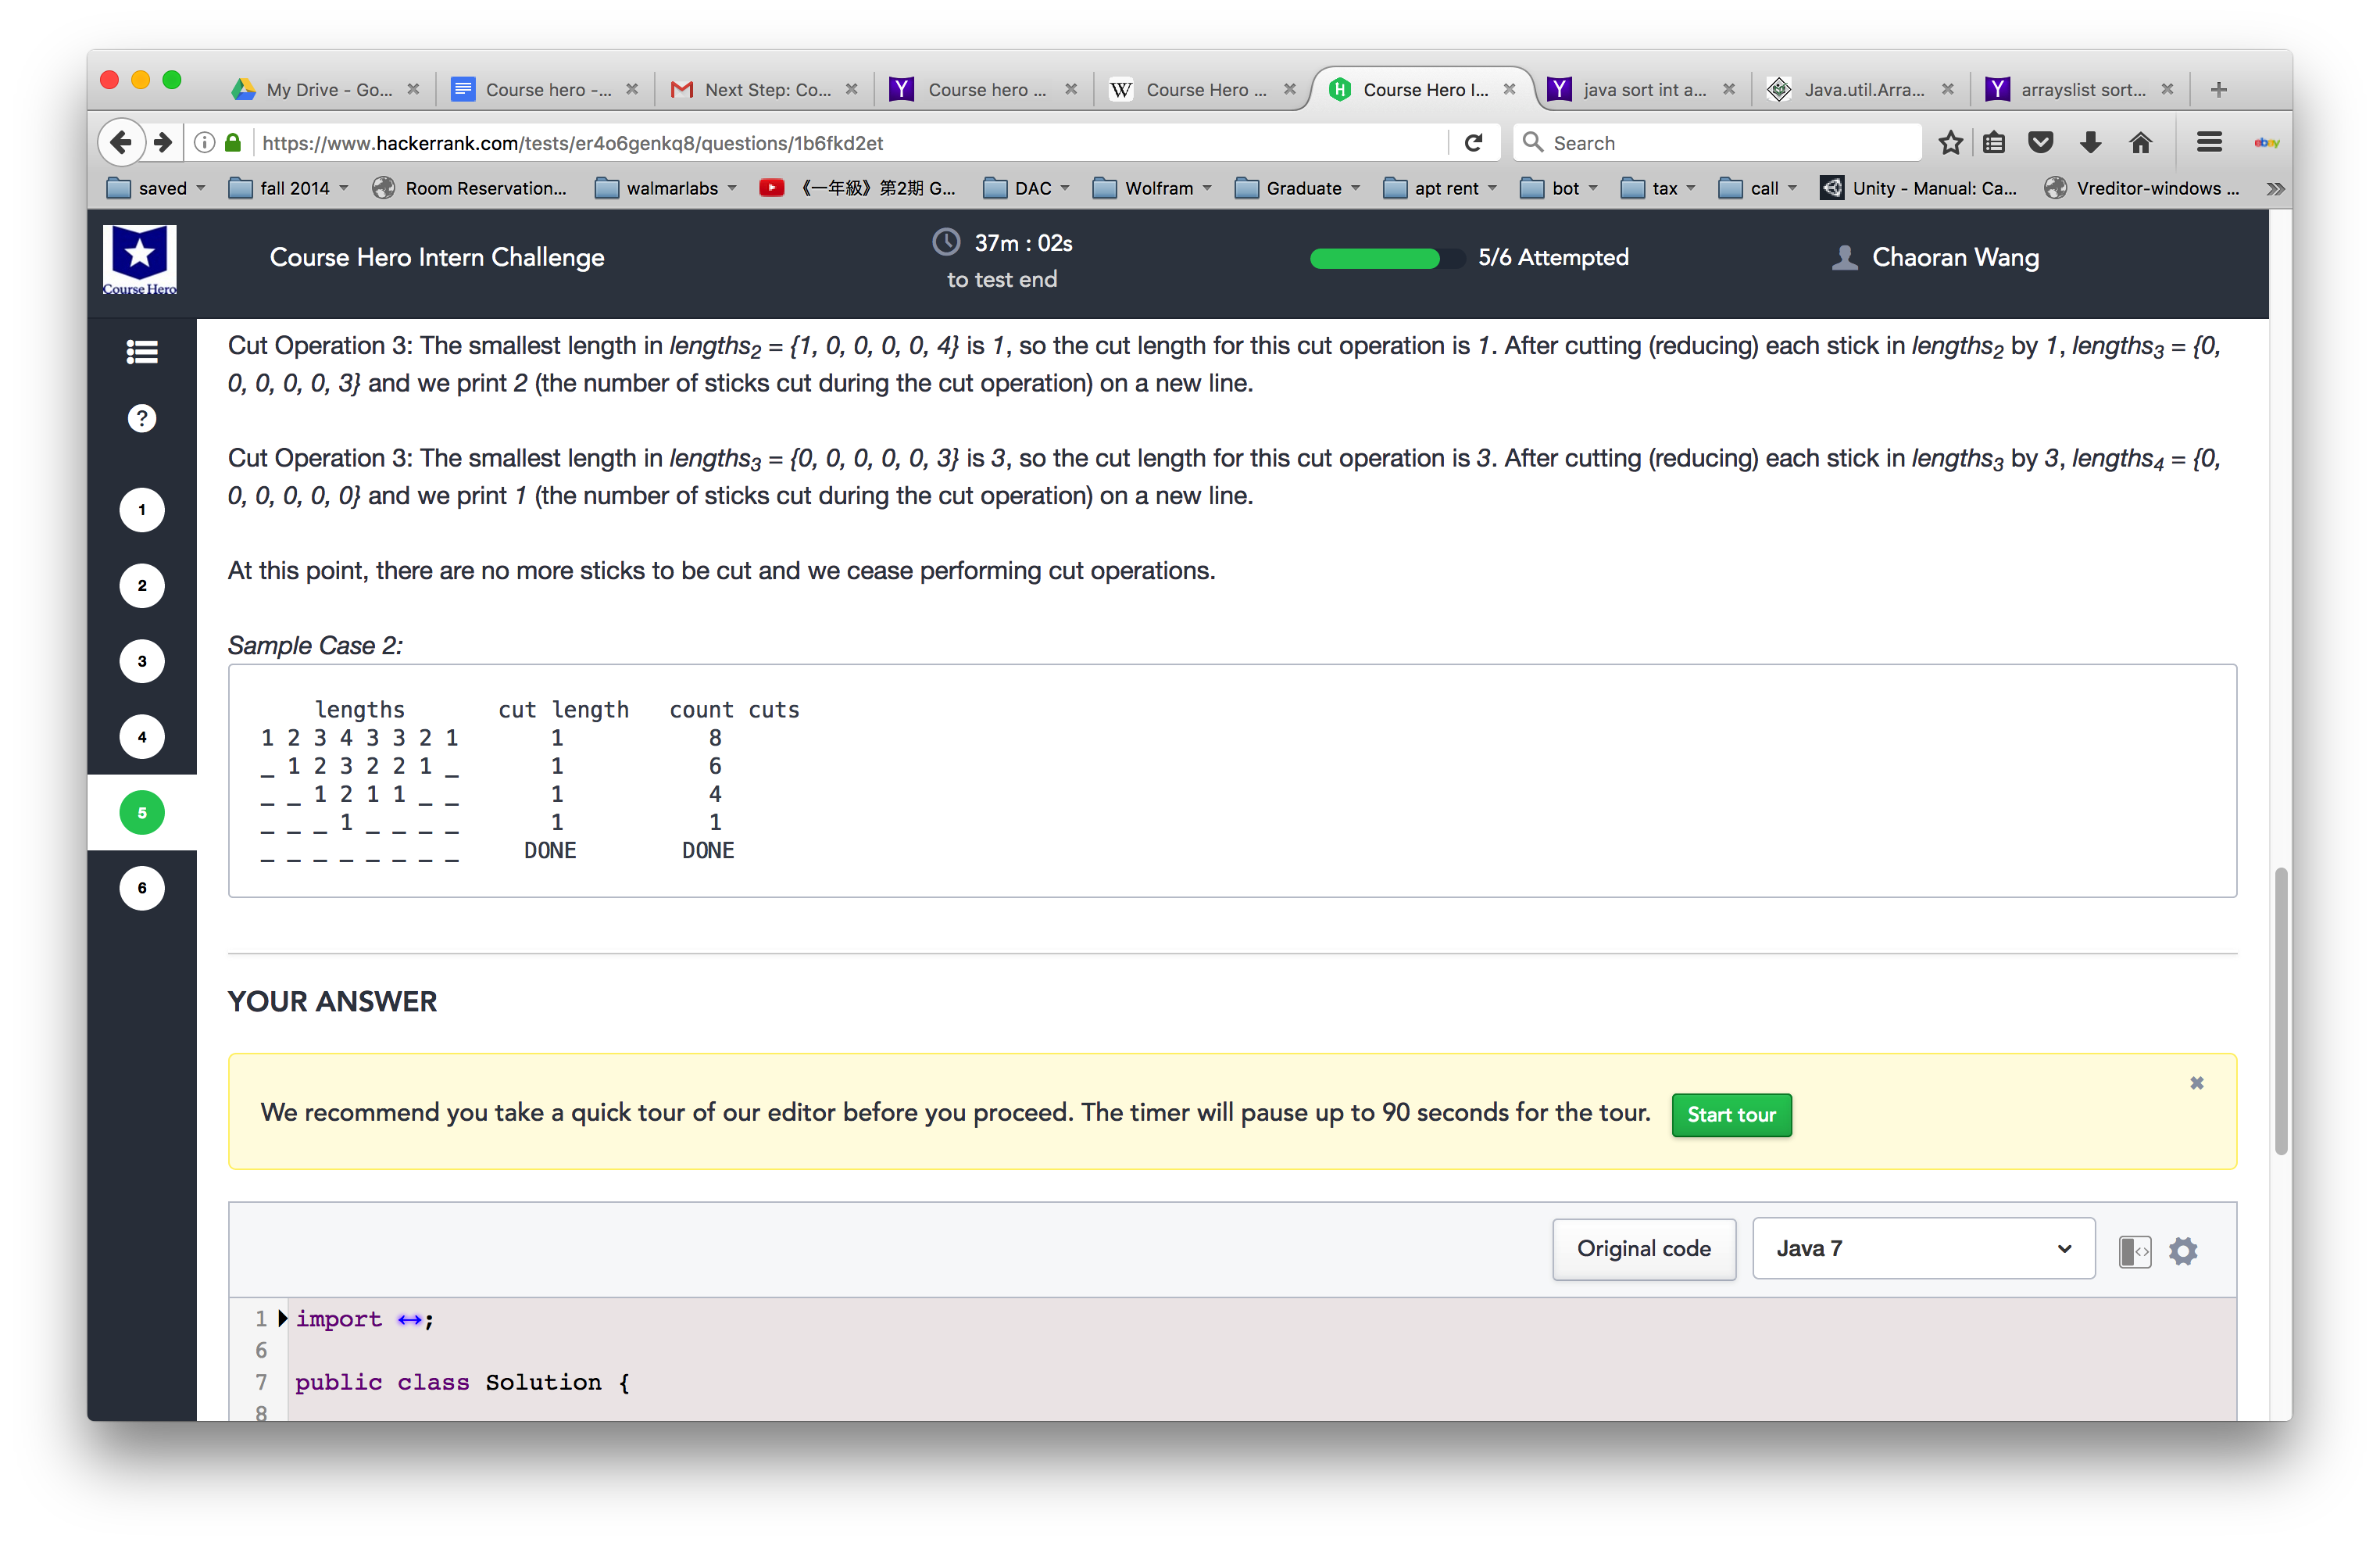 My Drive - Go...
Course hero -...
Next Step: Co...
Course hero ...
Course Hero ...
Course Hero I...
java sort int a...
Java.util.Arra...
arrayslist sort...
https://www.hackerrank.com/tests/er4o6genkq8/questions/1b6fkd2et
Search
ebay
saved
fall 2014
Room Reservation...
walmarlabs
《一年級》第2期 G...
DAC
Wolfram
Graduate
apt rent
bot
tax
call
Unity - Manual: Ca...
Vreditor-windows ...
Course Hero
Course Hero Intern Challenge
37m : 02s
to test end
5/6 Attempted
Chaoran Wang
Cut Operation 3: The smallest length in lengths2 = {1, 0, 0, 0, 0, 4} is 1, so the cut length for this cut operation is 1. After cutting (reducing) each stick in lengths2 by 1, lengths3 = {0,
0, 0, 0, 0, 3} and we print 2 (the number of sticks cut during the cut operation) on a new line.
Cut Operation 3: The smallest length in lengths3 = {0, 0, 0, 0, 0, 3} is 3, so the cut length for this cut operation is 3. After cutting (reducing) each stick in lengths3 by 3, lengths4 = {0,
0, 0, 0, 0, 0} and we print 1 (the number of sticks cut during the cut operation) on a new line.
At this point, there are no more sticks to be cut and we cease performing cut operations.
Sample Case 2:
lengths cut length count cuts
1 2 3 4 3 3 2 1 1 8
_ 1 2 3 2 2 1 _ 1 6
_ _ 1 2 1 1 _ _ 1 4
_ _ _ 1 _ _ _ _ 1 1
_ _ _ _ _ _ _ _ DONE DONE
1
2
3
4
5
6
YOUR ANSWER
We recommend you take a quick tour of our editor before you proceed. The timer will pause up to 90 seconds for the tour.
Start tour
Original code
Java 7
1 import ↔;
6
7 public class Solution {
8